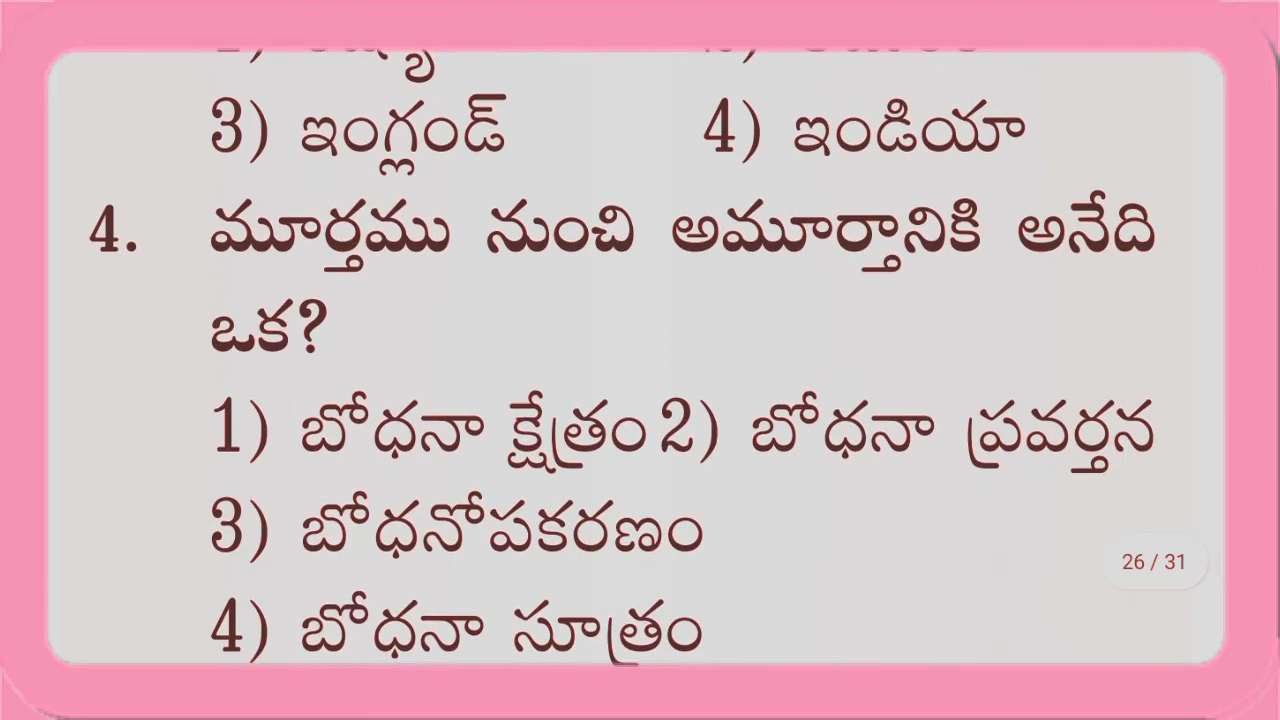 3) ఇంగ్లండ్ 4) ఇండియా
4. మూర్తము నుంచి అమూర్తానికి అనేది
ఒక?
1) బోధనా క్షేత్రం 2) బోధనా ప్రవర్తన
3) బోధనోపకరణం
26 / 31
4) బోధనా సూత్రం